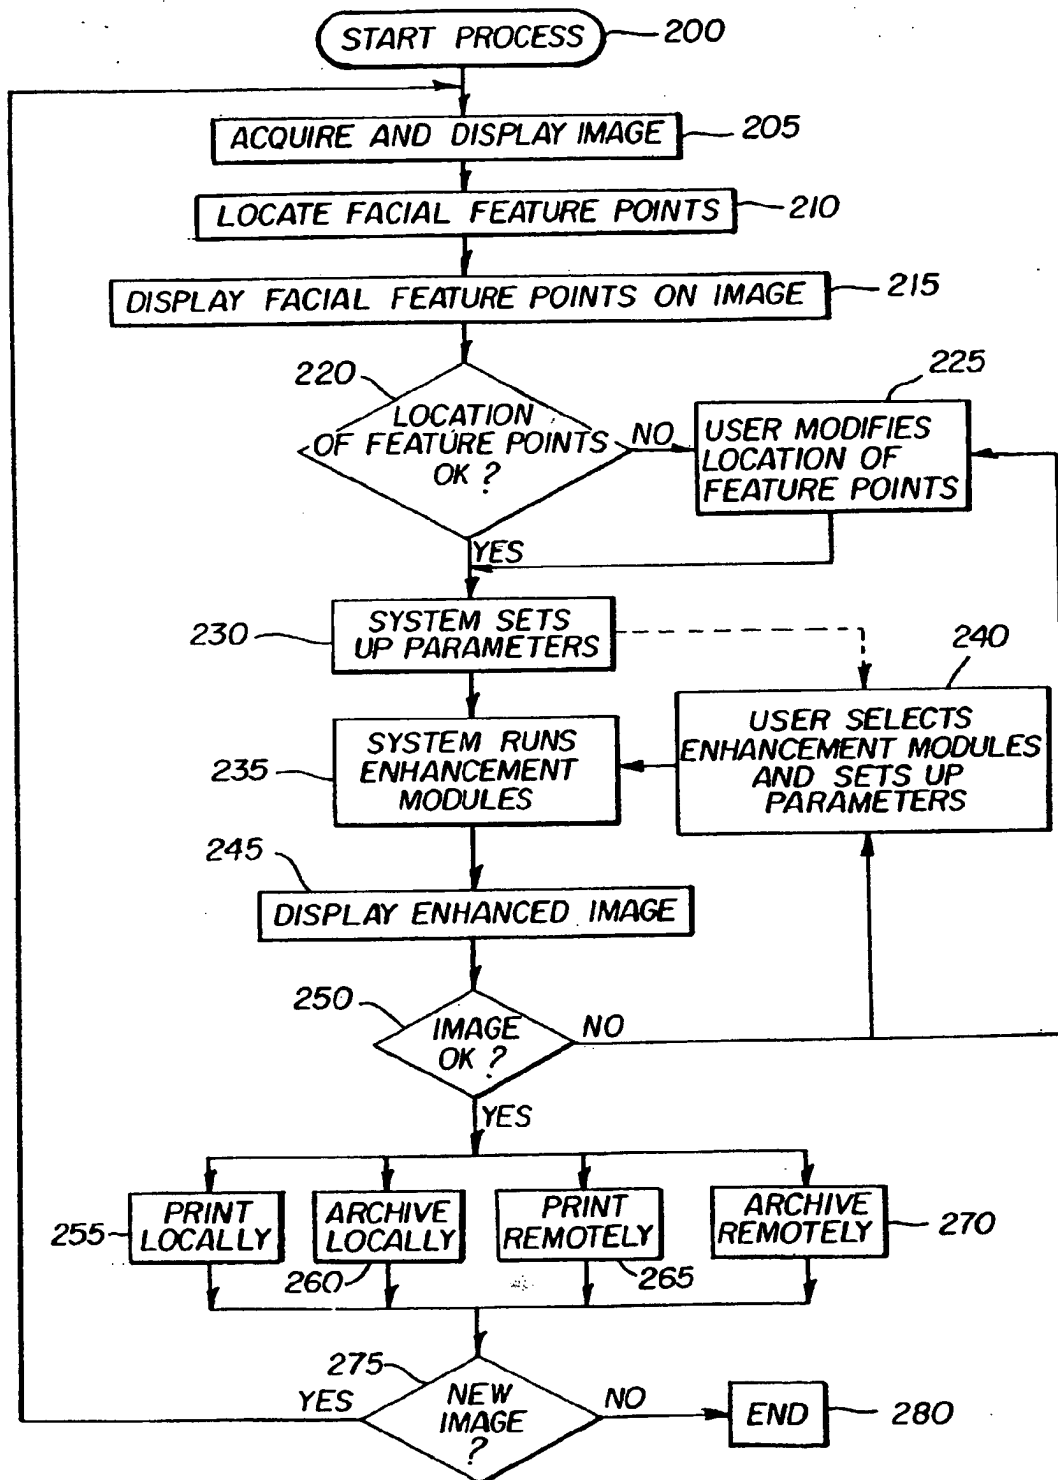 START PROCESS
200
ACQUIRE AND DISPLAY IMAGE
205
LOCATE FACIAL FEATURE POINTS
210
DISPLAY FACIAL FEATURE POINTS ON IMAGE
215
220
LOCATION
OF FEATURE POINTS
OK ?
NO
225
USER MODIFIES
LOCATION OF
FEATURE POINTS
YES
230
SYSTEM SETS
UP PARAMETERS
240
USER SELECTS
ENHANCEMENT MODULES
AND SETS UP
PARAMETERS
235
SYSTEM RUNS
ENHANCEMENT
MODULES
245
DISPLAY ENHANCED IMAGE
250
IMAGE
OK ?
NO
YES
255
PRINT
LOCALLY
ARCHIVE
LOCALLY
260
PRINT
REMOTELY
265
ARCHIVE
REMOTELY
270
275
YES
NEW
IMAGE
?
NO
END
280